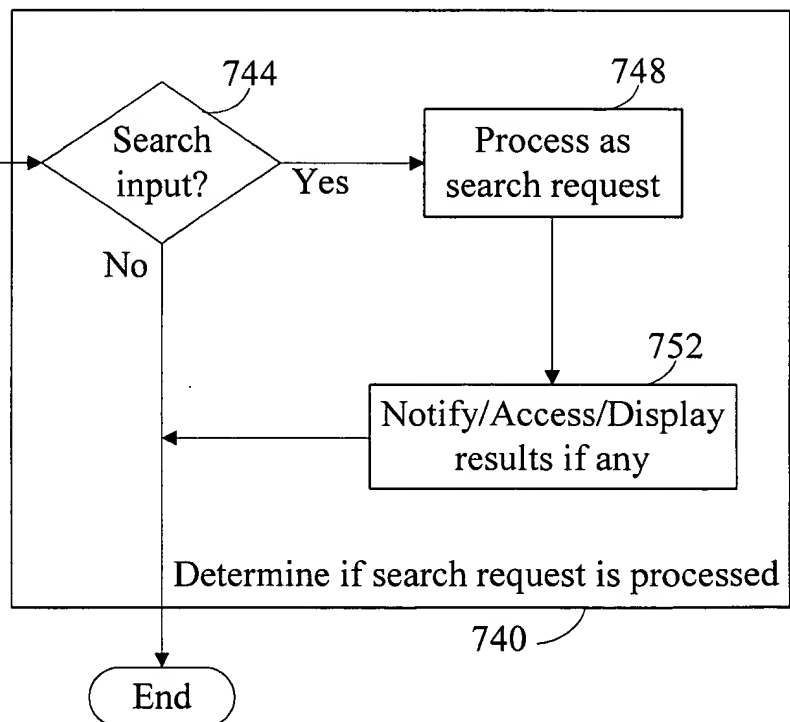 744
Search
input?
Yes
No
748
Process as
search request
752
Notify/Access/Display
results if any
Determine if search request is processed
740
End